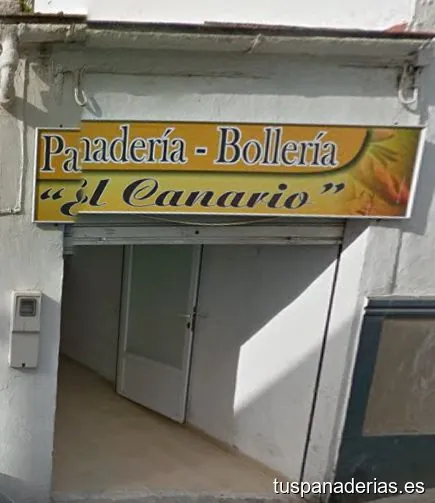 Panadería - Bollería
"El Canario"
tuspanaderias.es